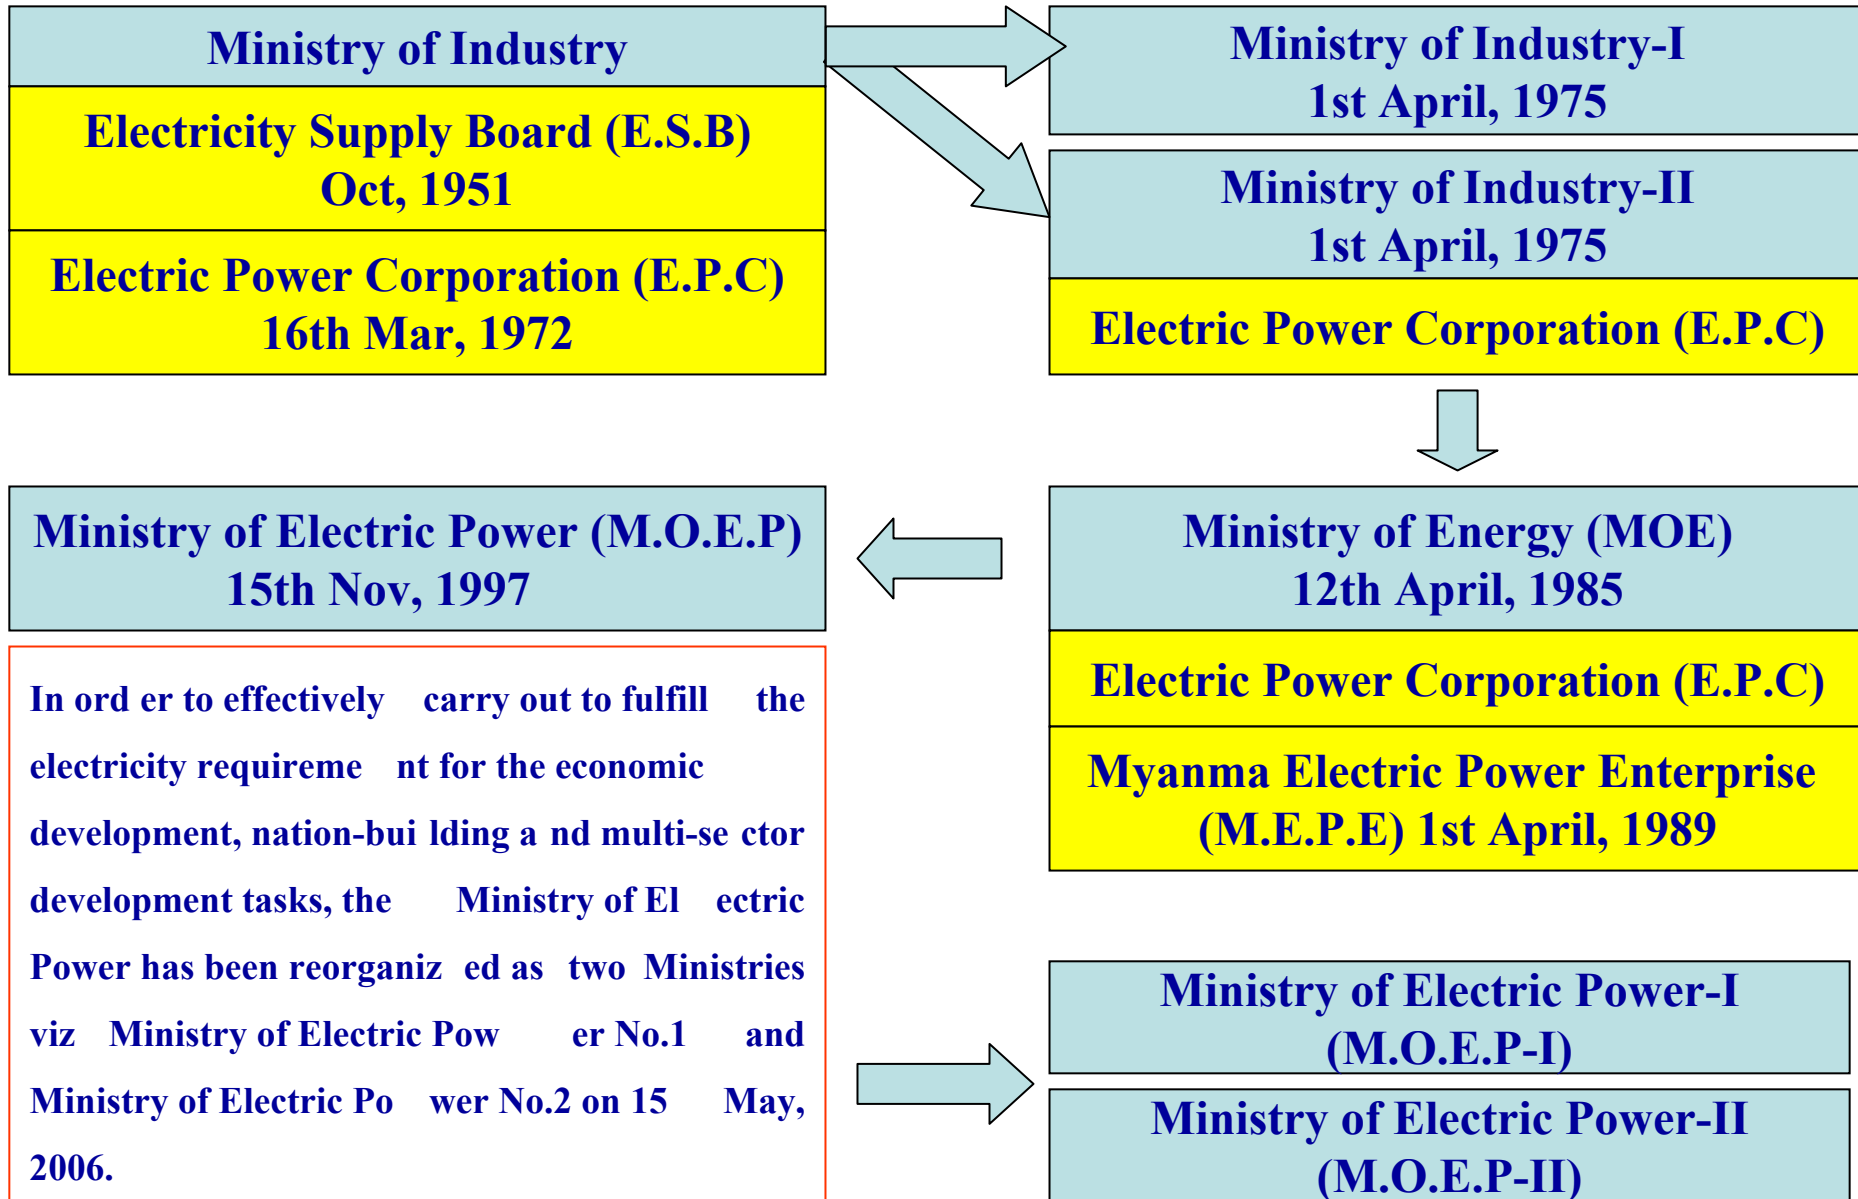 Ministry of Industry
Electricity Supply Board (E.S.B)
Oct, 1951
Electric Power Corporation (E.P.C)
16th Mar, 1972
Ministry of Industry-I
1st April, 1975
Ministry of Industry-II
1st April, 1975
Electric Power Corporation (E.P.C)
Ministry of Energy (MOE)
12th April, 1985
Electric Power Corporation (E.P.C)
Myanma Electric Power Enterprise
(M.E.P.E) 1st April, 1989
Ministry of Electric Power (M.O.E.P)
15th Nov, 1997
In ord er to effectively carry out to fulfill the
electricity requireme nt for the economic
development, nation-bui lding a nd multi-se ctor
development tasks, the Ministry of El ectric
Power has been reorganiz ed as two Ministries
viz Ministry of Electric Pow er No.1 and
Ministry of Electric Po wer No.2 on 15 May,
2006.
Ministry of Electric Power-I
(M.O.E.P-I)
Ministry of Electric Power-II
(M.O.E.P-II)